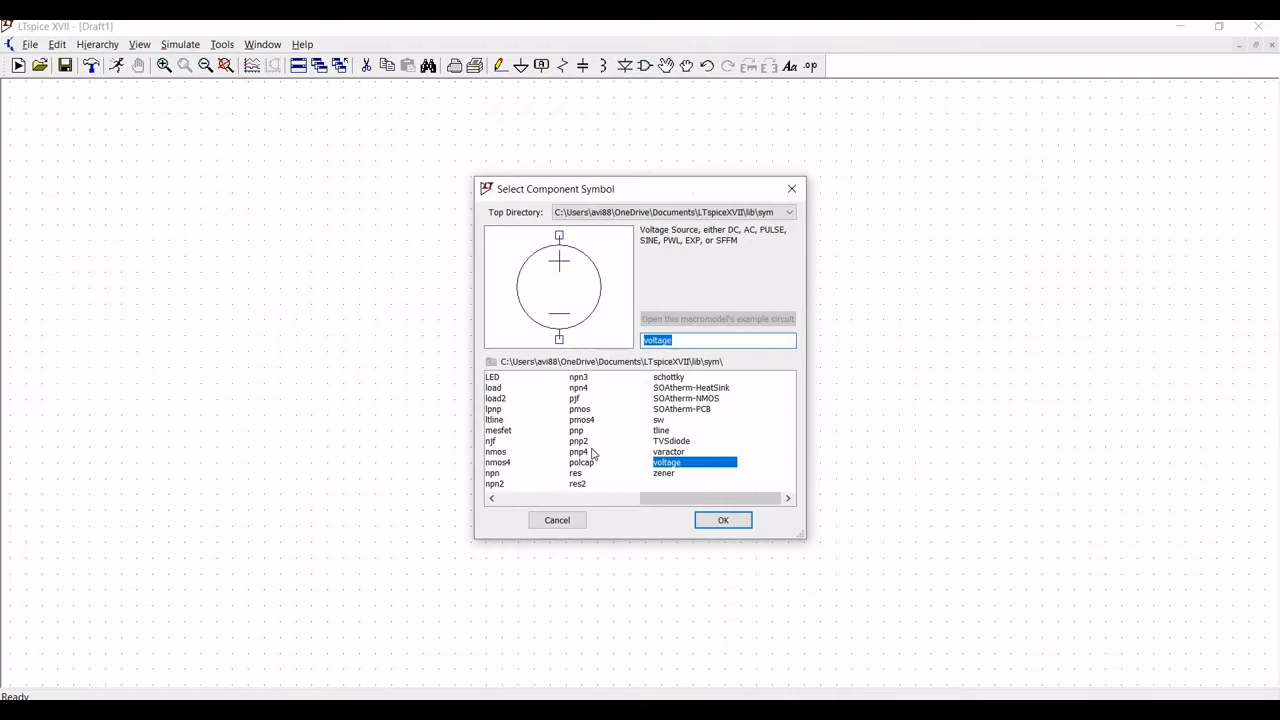 LTspice XVII - [Draft1]
File Edit Hierarchy View Simulate Tools Window Help
Aa .op
Select Component Symbol
Top Directory: C:\Users\avi88\OneDrive\Documents\LTspiceXVII\lib\sym
Voltage Source, either DC, AC, PULSE,
SINE, PWL, EXP, or SFFM
Open this macromodel's example circuit
voltage
C:\Users\avi88\OneDrive\Documents\LTspiceXVII\lib\sym\
LED npn3 schottky
load npn4 SOAtherm-HeatSink
load2 pjf SOAtherm-NMOS
lpnp pmos SOAtherm-PCB
ltline pmos4 sw
mesfet pnp tline
njf pnp2 TVSdiode
nmos pnp4 varactor
nmos4 polcap voltage
npn res zener
npn2 res2
Cancel OK
Ready